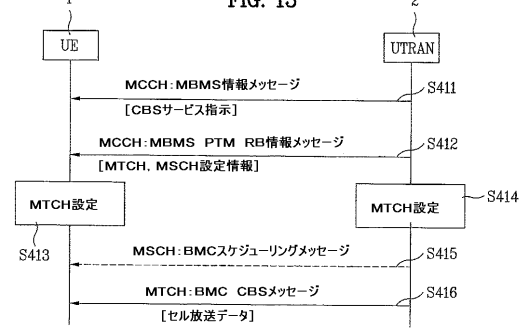 FIG. 13
1
2
UE
UTRAN
MCCH:MBMS情報メッセージ
S411
[CBSサービス指示]
MCCH:MBMS PTM RB情報メッセージ
S412
[MTCH, MSCH設定情報]
MTCH設定
MTCH設定
S414
S413
MSCH:BMCスケジューリングメッセージ
S415
MTCH:BMC CBSメッセージ
S416
[セル放送データ]